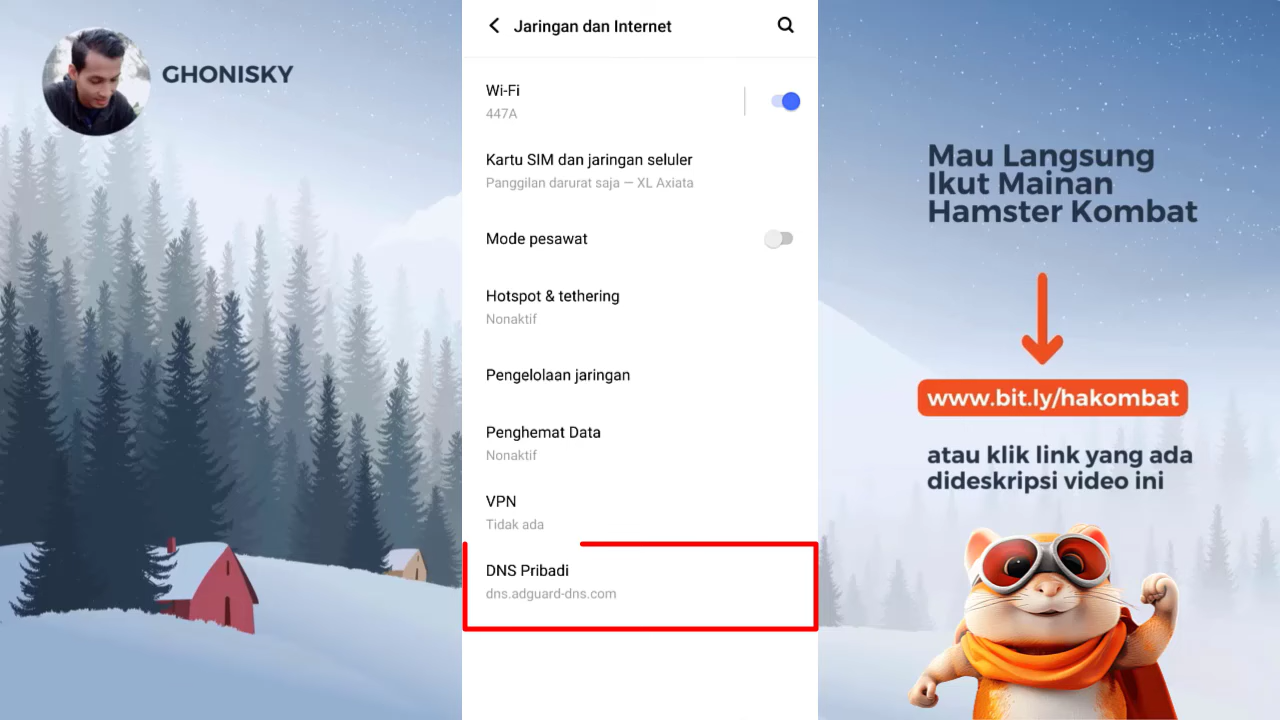 GHONISKY
Jaringan dan Internet
Wi-Fi
447A
Kartu SIM dan jaringan seluler
Panggilan darurat saja — XL Axiata
Mode pesawat
Hotspot & tethering
Nonaktif
Pengelolaan jaringan
Penghemat Data
Nonaktif
VPN
Tidak ada
DNS Pribadi
dns.adguard-dns.com
Mau Langsung
Ikut Mainan
Hamster Kombat
www.bit.ly/hakombat
atau klik link yang ada
dideskripsi video ini